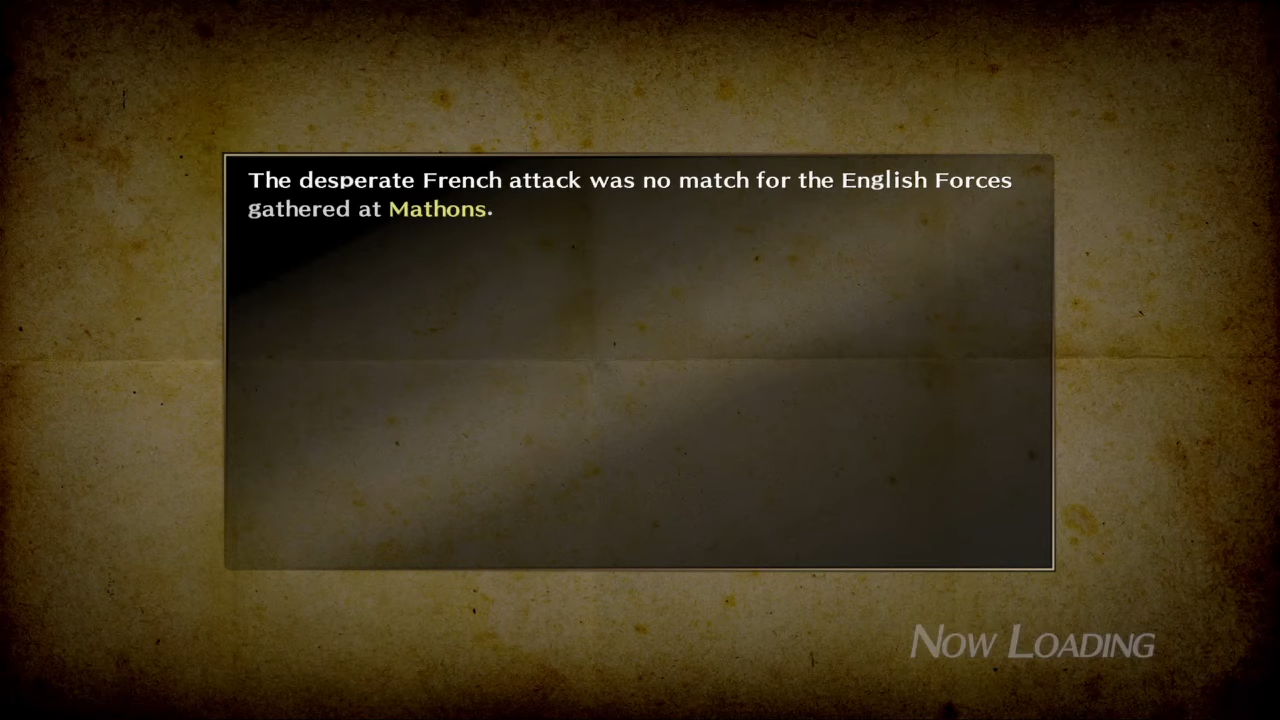 The desperate French attack was no match for the English Forces
gathered at Mathons.
NOW LOADING